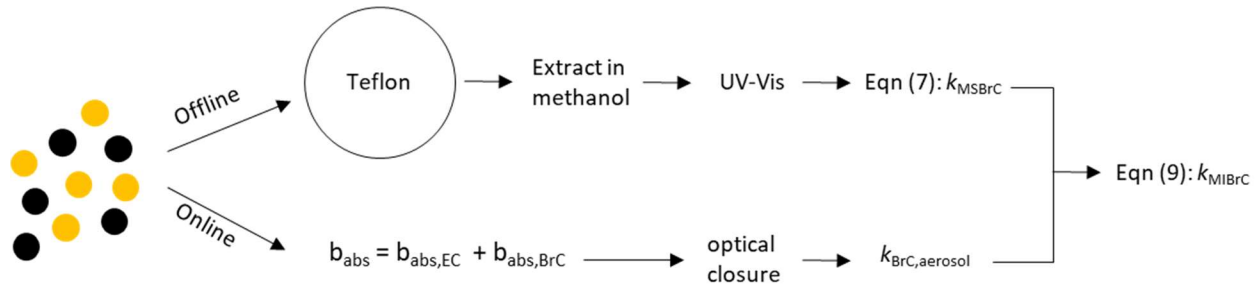 Offline
Teflon
Extract in
methanol
UV-Vis
Eqn (7): kMSBrC
Eqn (9): kMIBrC
Online
babs = babs,EC + babs,BrC
optical
closure
kBrC,aerosol